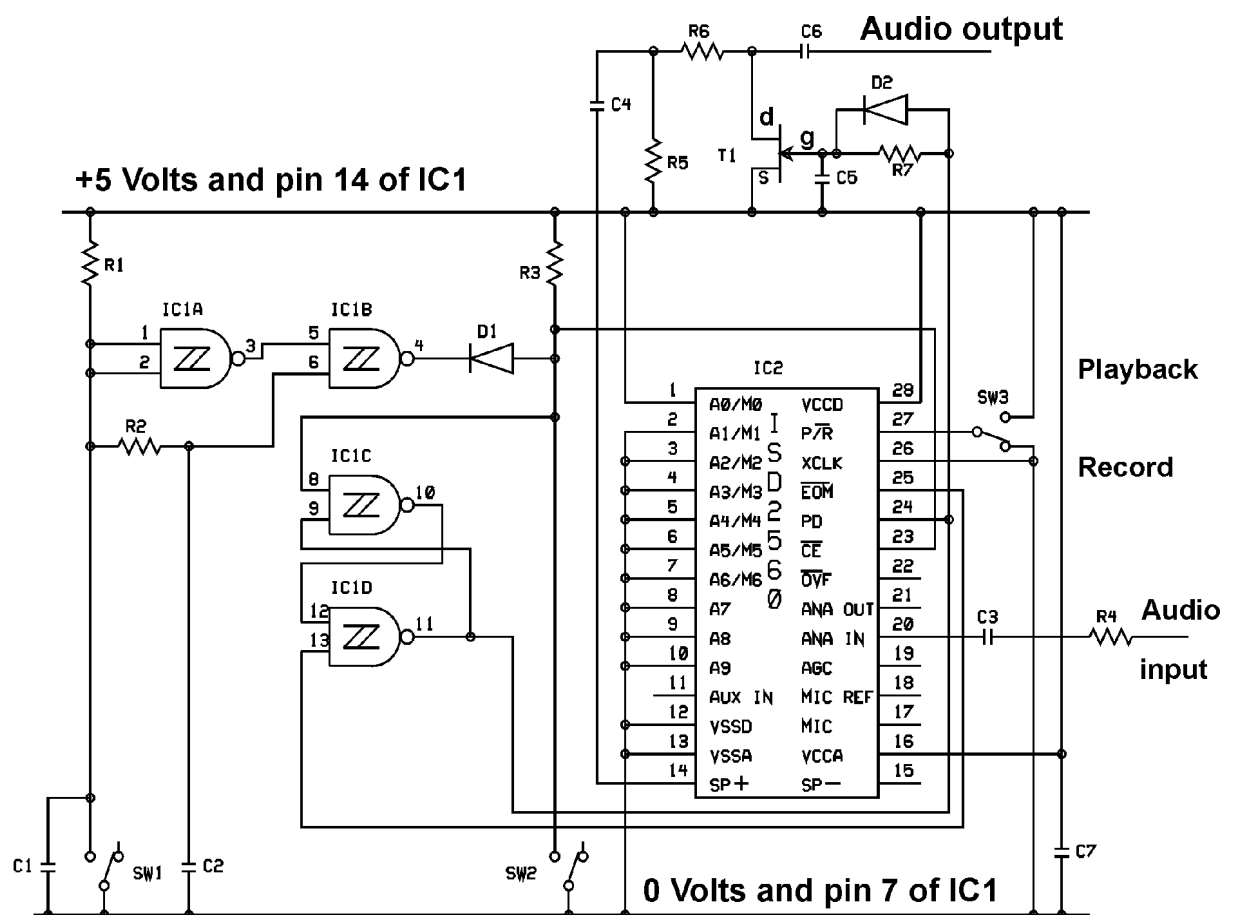 Audio output
R6
C6
D2
C4
d
g
T1
R5
S
C5
R7
+5 Volts and pin 14 of IC1
R1
R3
IC1A
IC1B
1
2
3
5
6
4
D1
IC2
Playback
SW3
1 A0/M0 VCCD 28
2 A1/M1 P/R̅ 27
3 A2/M2 XCLK 26
4 A3/M3 E̅O̅M̅ 25
5 A4/M4 PD 24
6 A5/M5 C̅E̅ 23
7 A6/M6 O̅V̅F̅ 22
8 A7 ANA OUT 21
9 A8 ANA IN 20
10 A9 AGC 19
11 AUX IN MIC REF 18
12 VSSD MIC 17
13 VSSA VCCA 16
14 SP+ SP- 15
ISD2560
Record
R2
IC1C
8
9
10
IC1D
12
13
11
C3
R4
Audio
input
C1
SW1
C2
SW2
C7
0 Volts and pin 7 of IC1